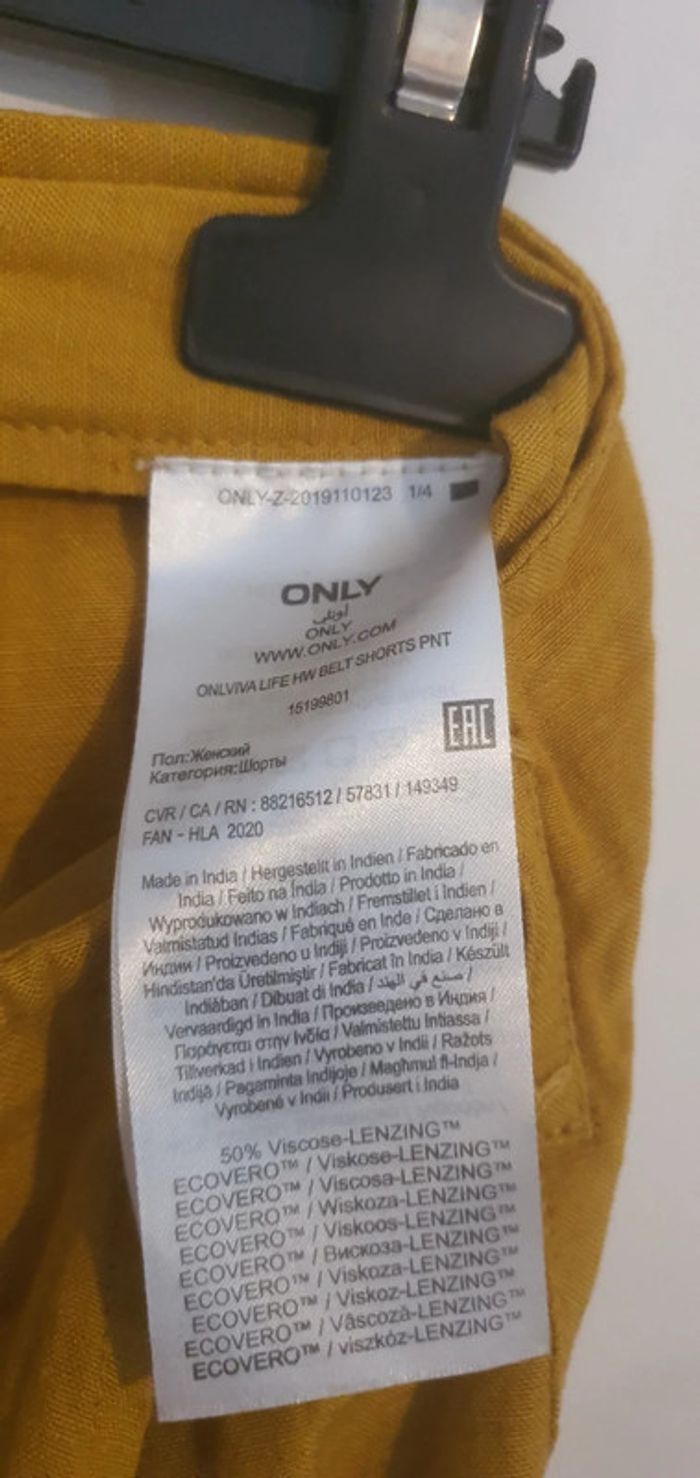 ONLY-Z-2019110123 1/4
ONLY
اونلي
ONLY
WWW.ONLY.COM
ONLVIVA LIFE HW BELT SHORTS PNT
15199801
EAC
Пол:Женский
Категория:Шорты
CVR / CA / RN : 88216512 / 57831 / 149349
FAN - HLA 2020
Made in India / Hergestellt in Indien / Fabricado en
India / Feito na Índia / Prodotto in India /
Wyprodukowano w Indiach / Fremstillet i Indien /
Valmistatud Indias / Fabriqué en Inde / Сделано в
Индии / Proizvedeno u Indiji / Proizvedeno v Indiji /
Hindistan'da Üretilmiştir / Fabricat în India / Készült
Indiában / Dibuat di India / صنع في الهند /
Vervaardigd in India / Произведено в Индия /
Παράγεται στην Ινδία / Valmistettu Intiassa /
Tillverkad i Indien / Vyrobeno v Indii / Ražots
Indijā / Pagaminta Indijoje / Magħmul fl-Indja /
Vyrobené v Indii / Produsert i India
50% Viscose-LENZING™
ECOVERO™ / Viskose-LENZING™
ECOVERO™ / Viscosa-LENZING™
ECOVERO™ / Wiskoza-LENZING™
ECOVERO™ / Viskoos-LENZING™
ECOVERO™ / Вискоза-LENZING™
ECOVERO™ / Viskoza-LENZING™
ECOVERO™ / Viskoz-LENZING™
ECOVERO™ / Vâscoză-LENZING™
ECOVERO™ / viszkóz-LENZING™